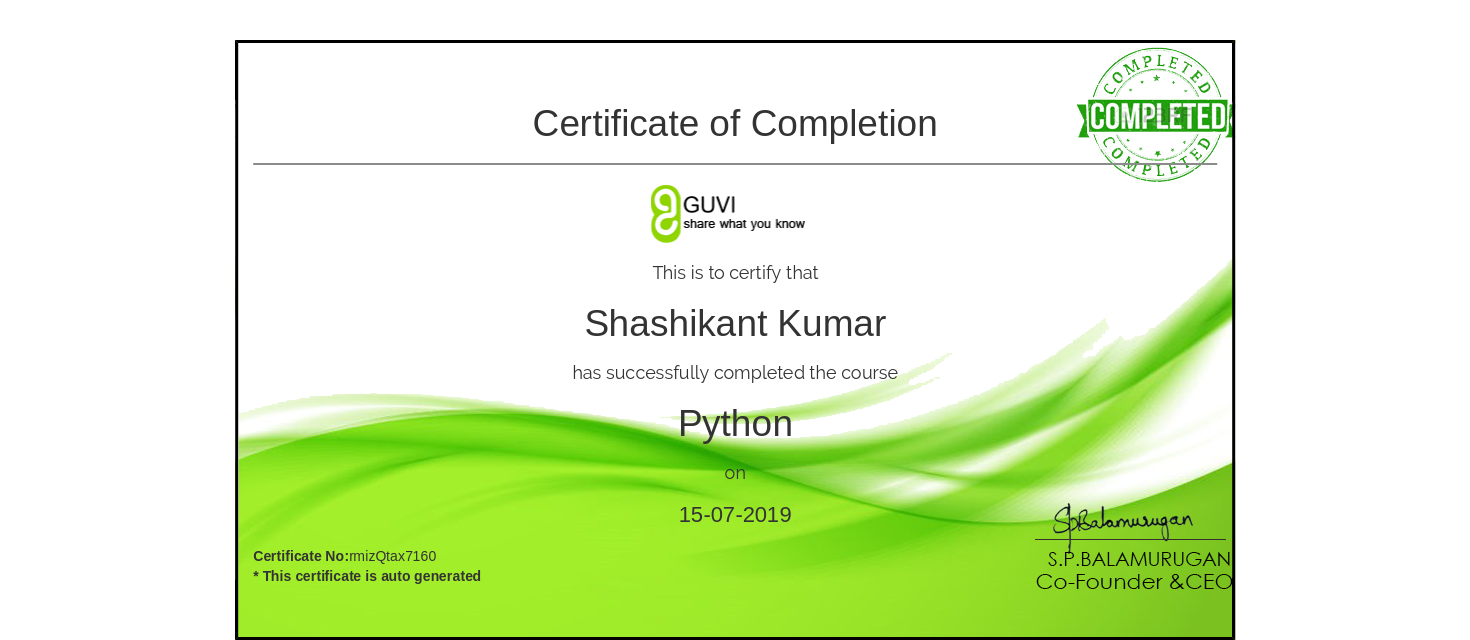 COMPLETED
COMPLETED
COMPLETED
Certificate of Completion
GUVI
share what you know
This is to certify that
Shashikant Kumar
has successfully completed the course
Python
on
15-07-2019
Certificate No:rmizQtax7160
* This certificate is auto generated
S.p.Balamurugan
S.P.BALAMURUGAN
Co-Founder &CEO